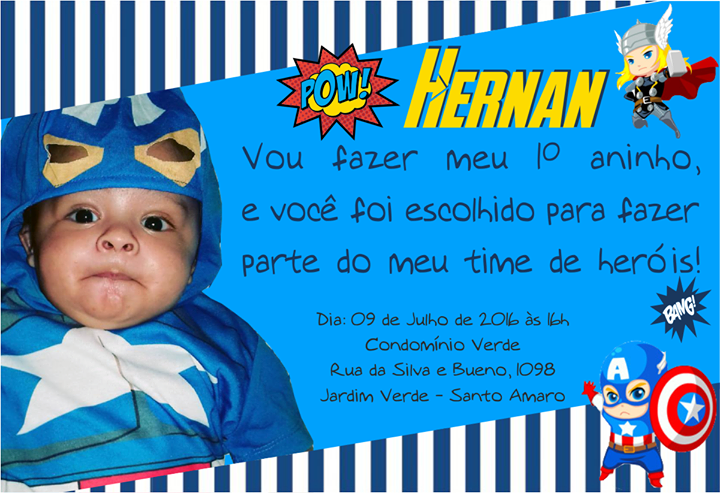 POW!
HERNAN
Vou fazer meu 1º aninho,
e você foi escolhido para fazer
parte do meu time de heróis!
BANG!
Dia: 09 de Julho de 2016 às 16h
Condomínio Verde
Rua da Silva e Bueno, 1098
Jardim Verde - Santo Amaro
A